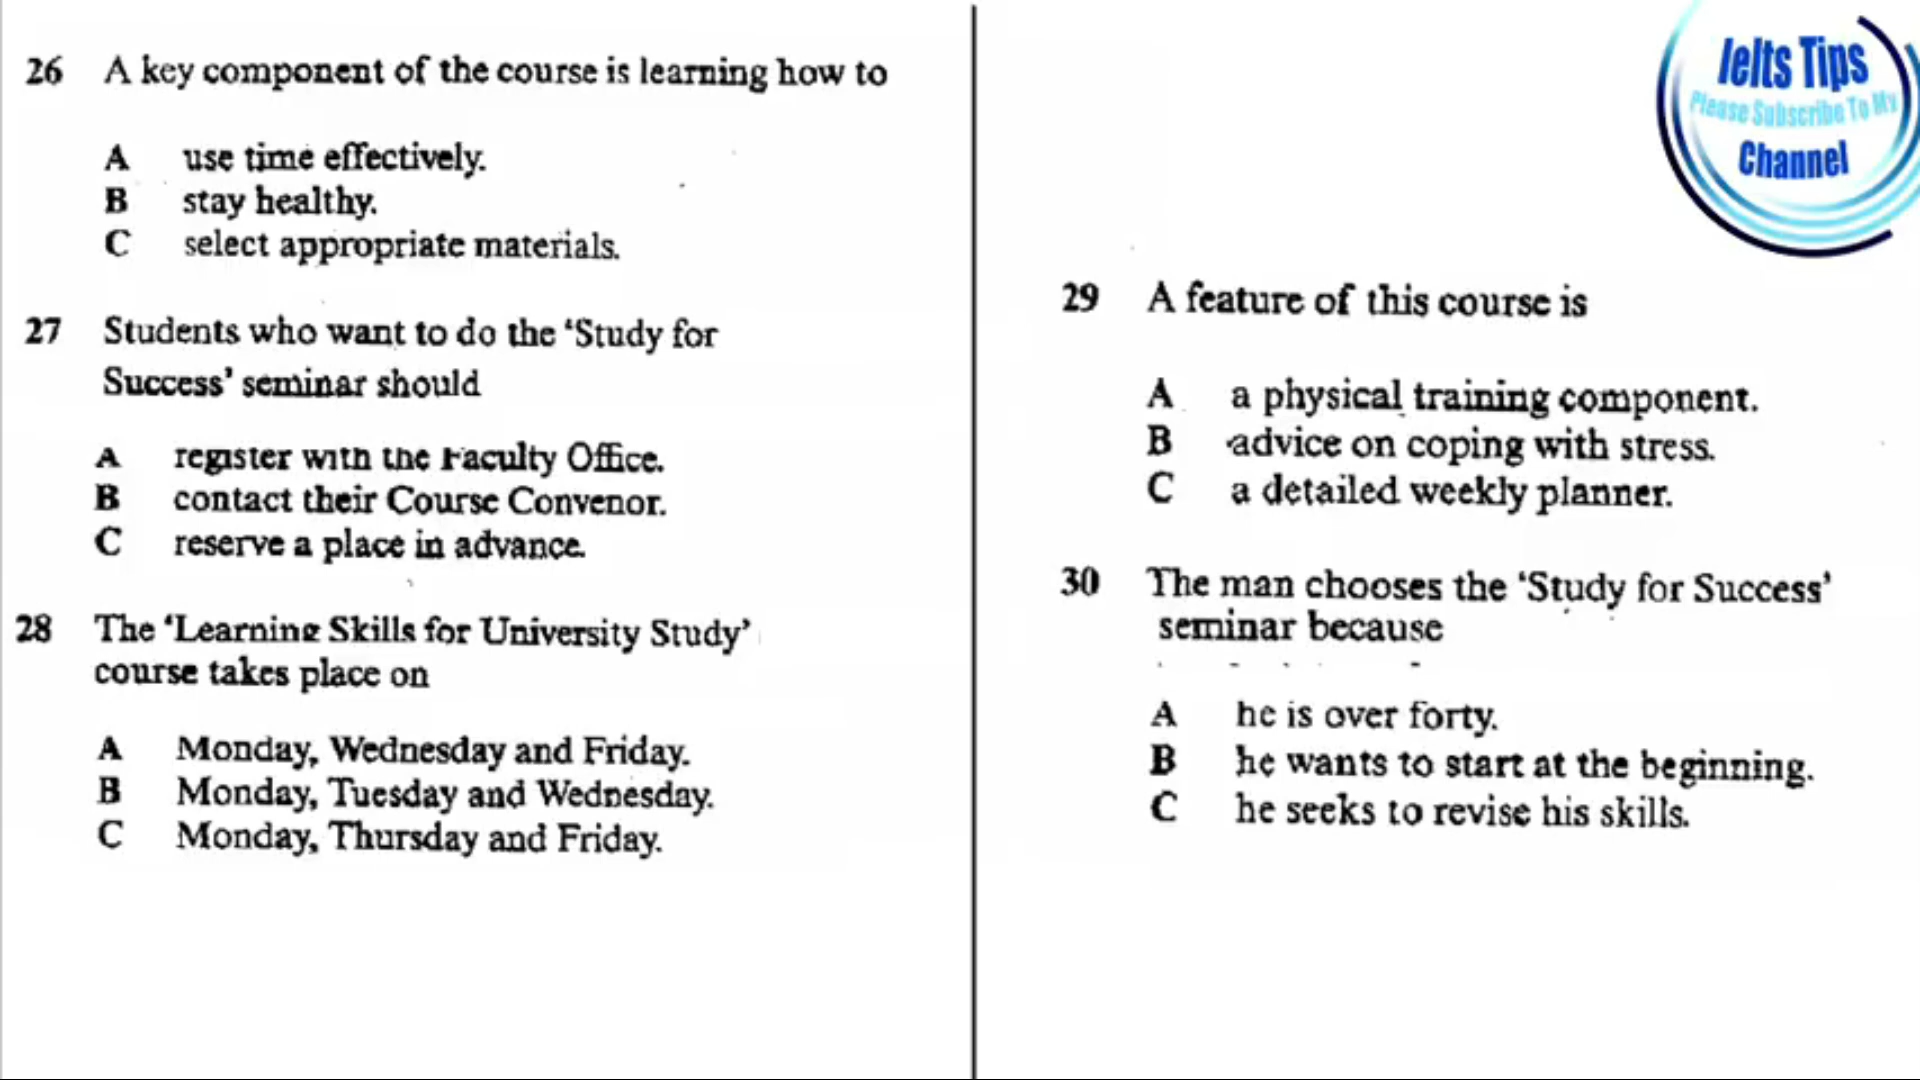 26 A key component of the course is learning how to
A use time effectively.
B stay healthy.
C select appropriate materials.
27 Students who want to do the ‘Study for
Success’ seminar should
A register with the Faculty Office.
B contact their Course Convenor.
C reserve a place in advance.
28 The ‘Learning Skills for University Study’
course takes place on
A Monday, Wednesday and Friday.
B Monday, Tuesday and Wednesday.
C Monday, Thursday and Friday.
Ielts Tips
Please Subscribe To My
Channel
29 A feature of this course is
A a physical training component.
B advice on coping with stress.
C a detailed weekly planner.
30 The man chooses the ‘Study for Success’
seminar because
A he is over forty.
B he wants to start at the beginning.
C he seeks to revise his skills.